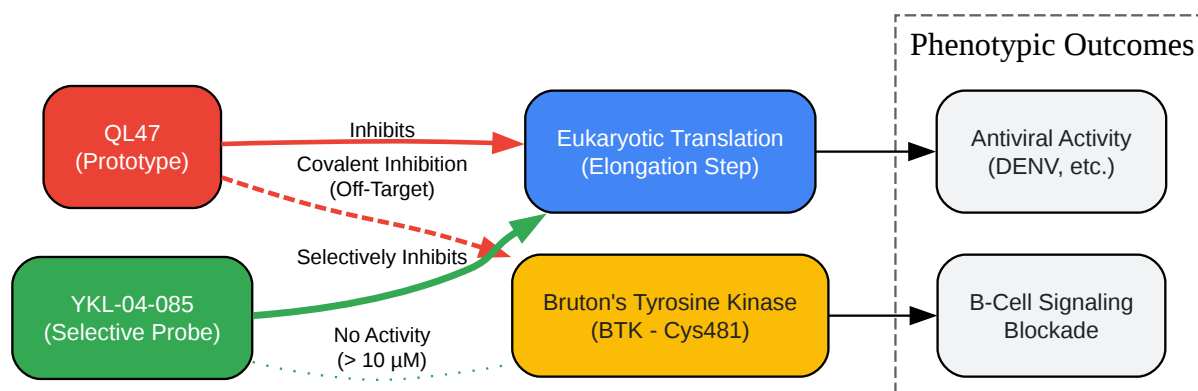 Phenotypic Outcomes
QL47
(Prototype)
Inhibits
Covalent Inhibition
(Off-Target)
Eukaryotic Translation
(Elongation Step)
Antiviral Activity
(DENV, etc.)
YKL-04-085
(Selective Probe)
Selectively Inhibits
No Activity
(> 10 µM)
Bruton's Tyrosine Kinase
(BTK - Cys481)
B-Cell Signaling
Blockade